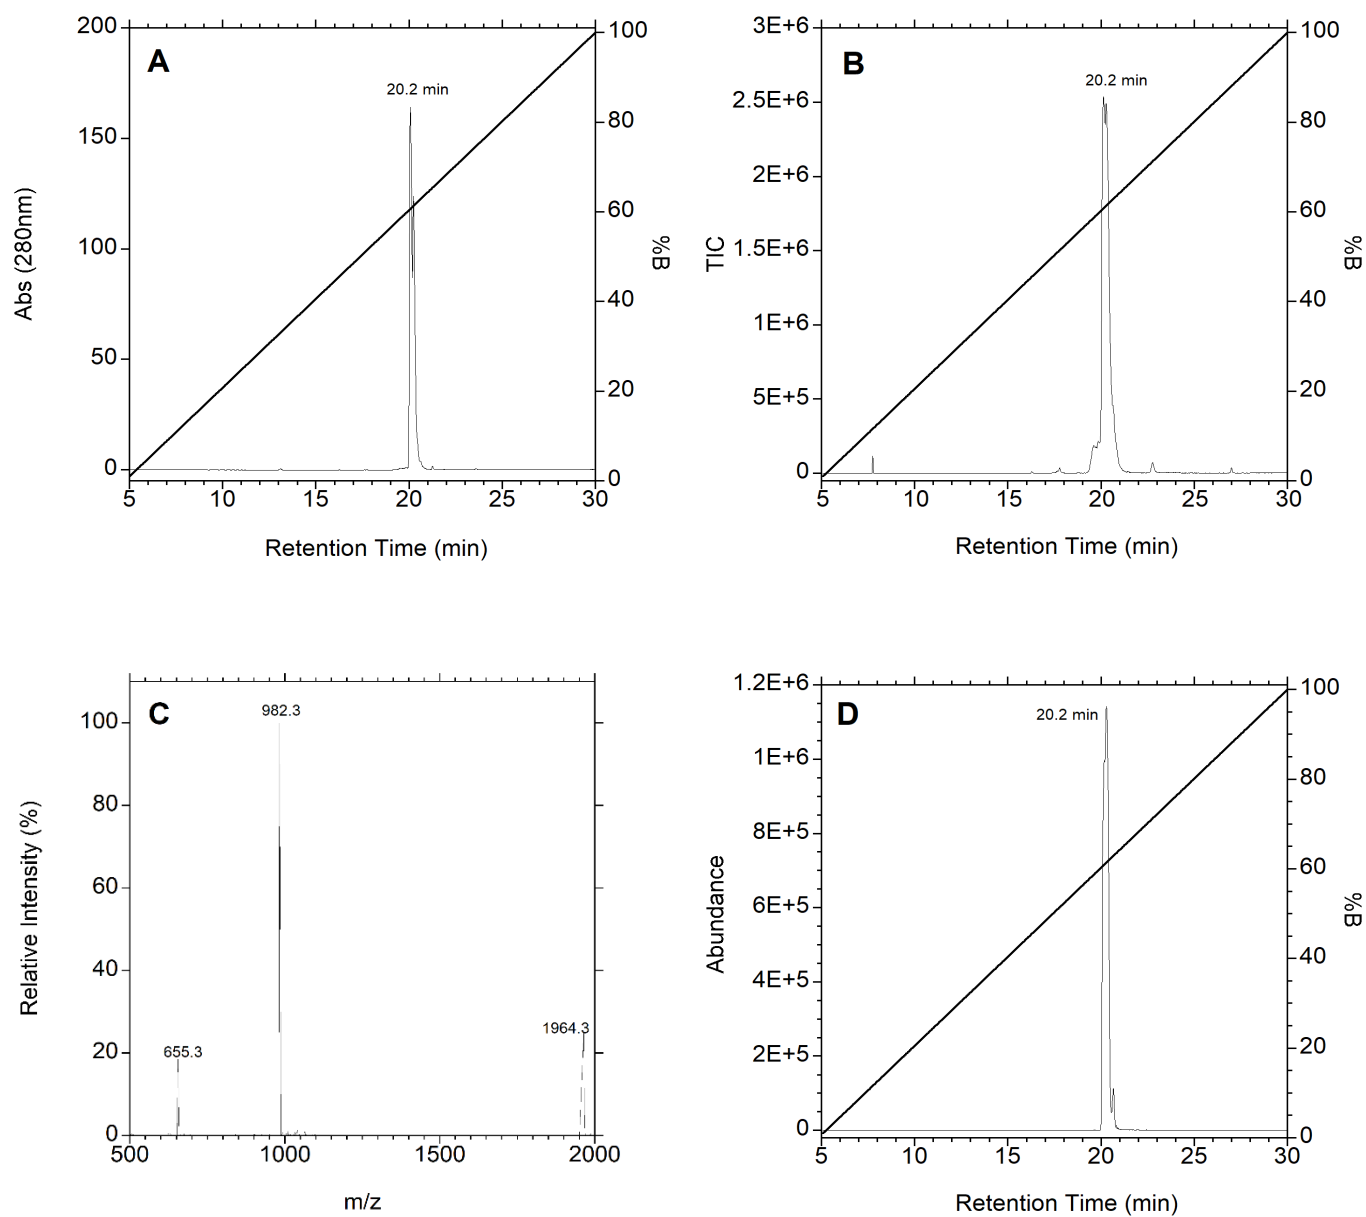 A
200
150
100
50
0
100
80
60
40
20
0
20.2 min
5
10
15
20
25
30
Abs (280nm)
%B
Retention Time (min)
B
3E+6
2.5E+6
2E+6
1.5E+6
1E+6
5E+5
0
100
80
60
40
20
0
20.2 min
5
10
15
20
25
30
TIC
%B
Retention Time (min)
C
100
80
60
40
20
0
982.3
655.3
1964.3
500
1000
1500
2000
Relative Intensity (%)
m/z
D
1.2E+6
1E+6
8E+5
6E+5
4E+5
2E+5
0
100
80
60
40
20
0
20.2 min
5
10
15
20
25
30
Abundance
%B
Retention Time (min)